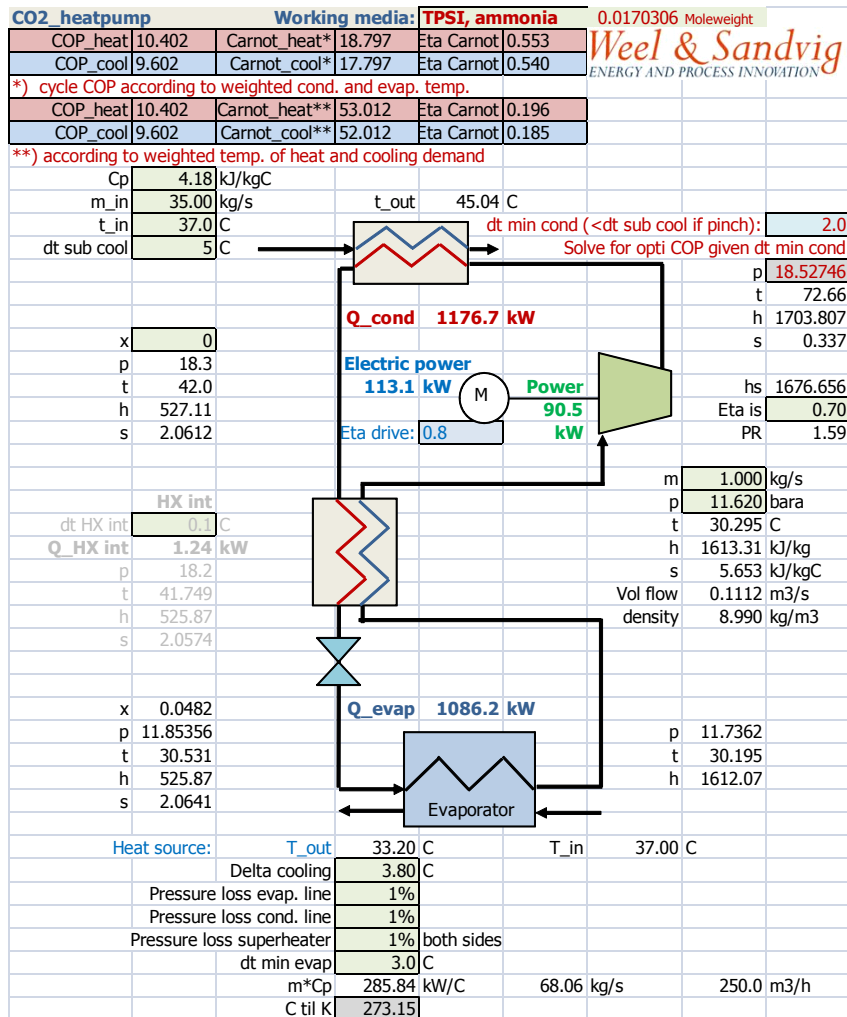 CO2_heatpump Working media: TPSI, ammonia 0.0170306 Moleweight
COP_heat 10.402 Carnot_heat* 18.797 Eta Carnot 0.553
COP_cool 9.602 Carnot_cool* 17.797 Eta Carnot 0.540
Weel & Sandvig
ENERGY AND PROCESS INNOVATION
*) cycle COP according to weighted cond. and evap. temp.
COP_heat 10.402 Carnot_heat** 53.012 Eta Carnot 0.196
COP_cool 9.602 Carnot_cool** 52.012 Eta Carnot 0.185
**) according to weighted temp. of heat and cooling demand
Cp 4.18 kJ/kgC
m_in 35.00 kg/s t_out 45.04 C
t_in 37.0 C dt min cond (<dt sub cool if pinch): 2.0
dt sub cool 5 C Solve for opti COP given dt min cond
p 18.52746
t 72.66
Q_cond 1176.7 kW h 1703.807
x 0 s 0.337
p 18.3 Electric power
t 42.0 113.1 kW M Power hs 1676.656
h 527.11 90.5 Eta is 0.70
s 2.0612 Eta drive: 0.8 kW PR 1.59
m 1.000 kg/s
HX int p 11.620 bara
dt HX int 0.1 C t 30.295 C
Q_HX int 1.24 kW h 1613.31 kJ/kg
p 18.2 s 5.653 kJ/kgC
t 41.749 Vol flow 0.1112 m3/s
h 525.87 density 8.990 kg/m3
s 2.0574
x 0.0482 Q_evap 1086.2 kW
p 11.85356 p 11.7362
t 30.531 t 30.195
h 525.87 h 1612.07
s 2.0641 Evaporator
Heat source: T_out 33.20 C T_in 37.00 C
Delta cooling 3.80 C
Pressure loss evap. line 1%
Pressure loss cond. line 1%
Pressure loss superheater 1% both sides
dt min evap 3.0 C
m*Cp 285.84 kW/C 68.06 kg/s 250.0 m3/h
C til K 273.15